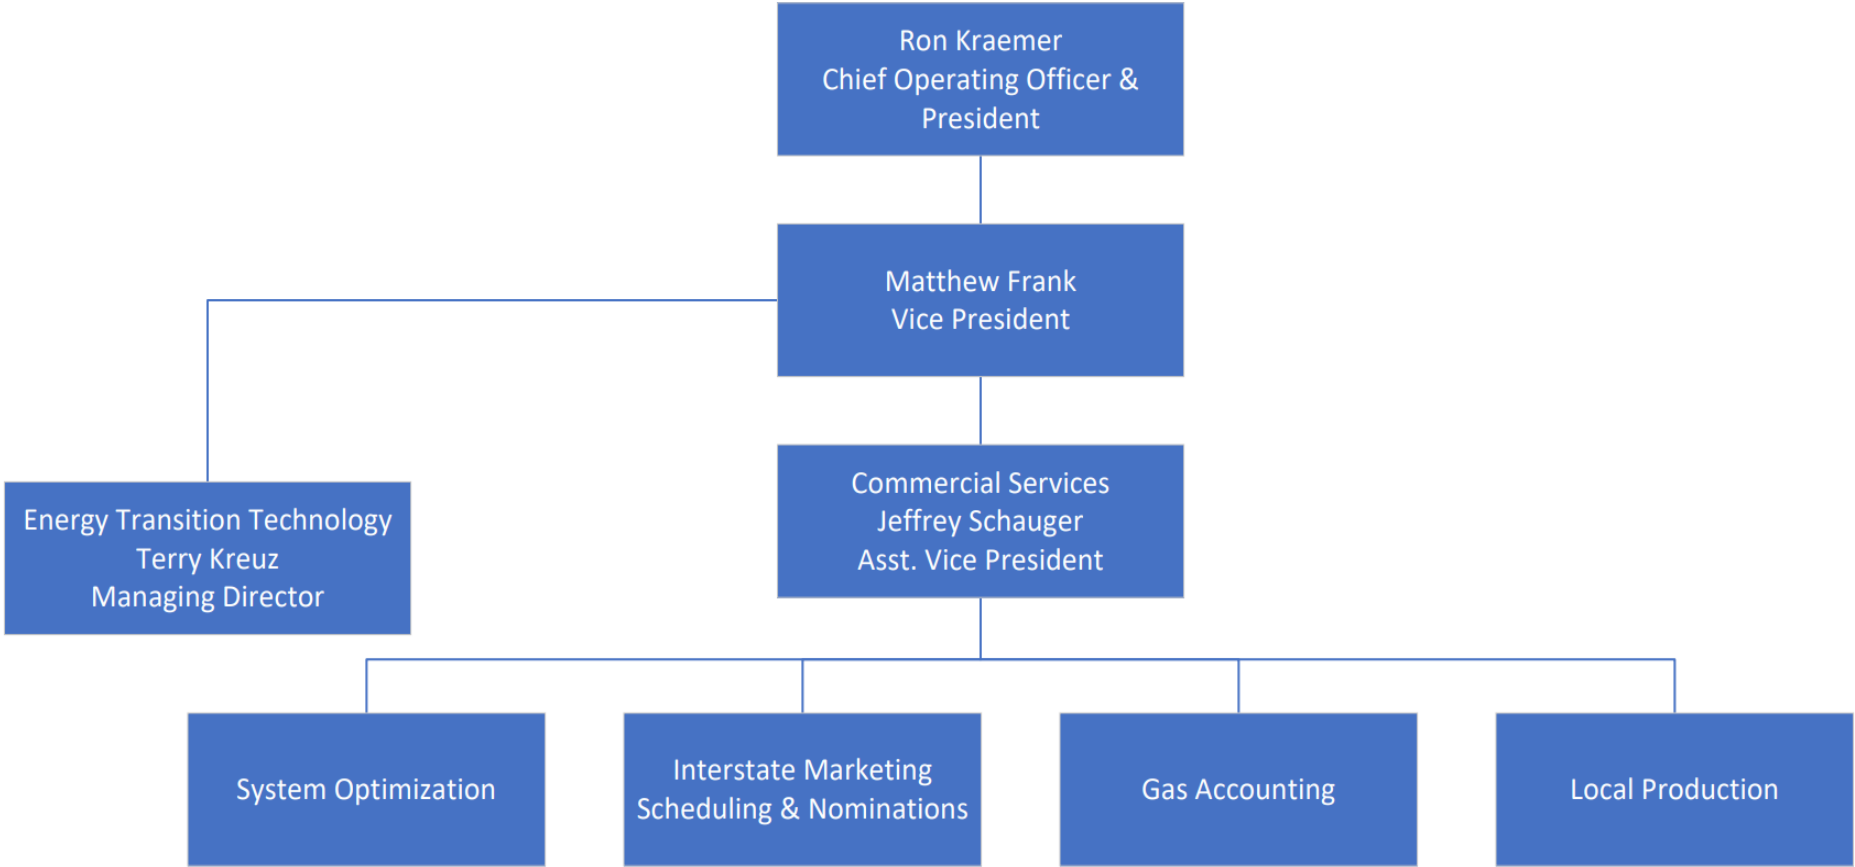 Ron Kraemer
Chief Operating Officer &
President
Matthew Frank
Vice President
Commercial Services
Jeffrey Schauger
Asst. Vice President
Energy Transition Technology
Terry Kreuz
Managing Director
System Optimization
Interstate Marketing
Scheduling & Nominations
Gas Accounting
Local Production